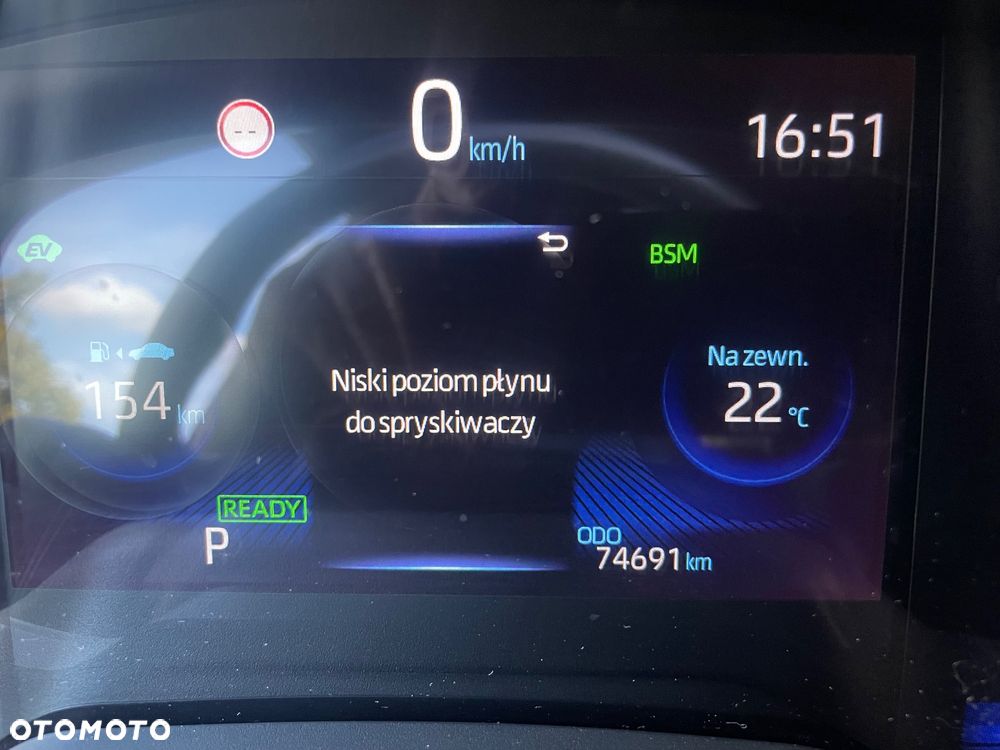 --
0 km/h
16:51
EV
BSM
154 km
Niski poziom płynu
do spryskiwaczy
Na zewn.
22 °C
READY
P
ODO
74691 km
OTOMOTO